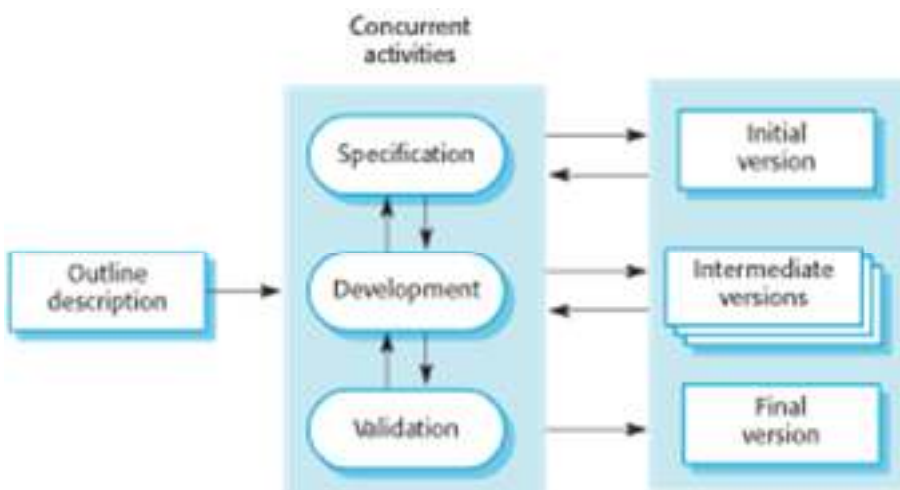 Concurrent
activities
Specification
Initial
version
Outline
description
Development
Intermediate
versions
Validation
Final
version